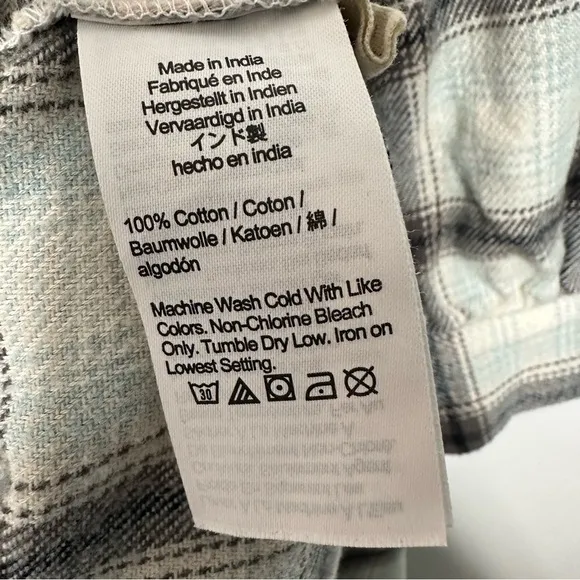 Made in India
Fabriqué en Inde
Hergestellt in Indien
Vervaardigd in India
インド製
hecho en india
100% Cotton / Coton /
Baumwolle / Katoen / 綿 /
algodón
Machine Wash Cold With Like
Colors. Non-Chlorine Bleach
Only. Tumble Dry Low. Iron on
Lowest Setting.
30